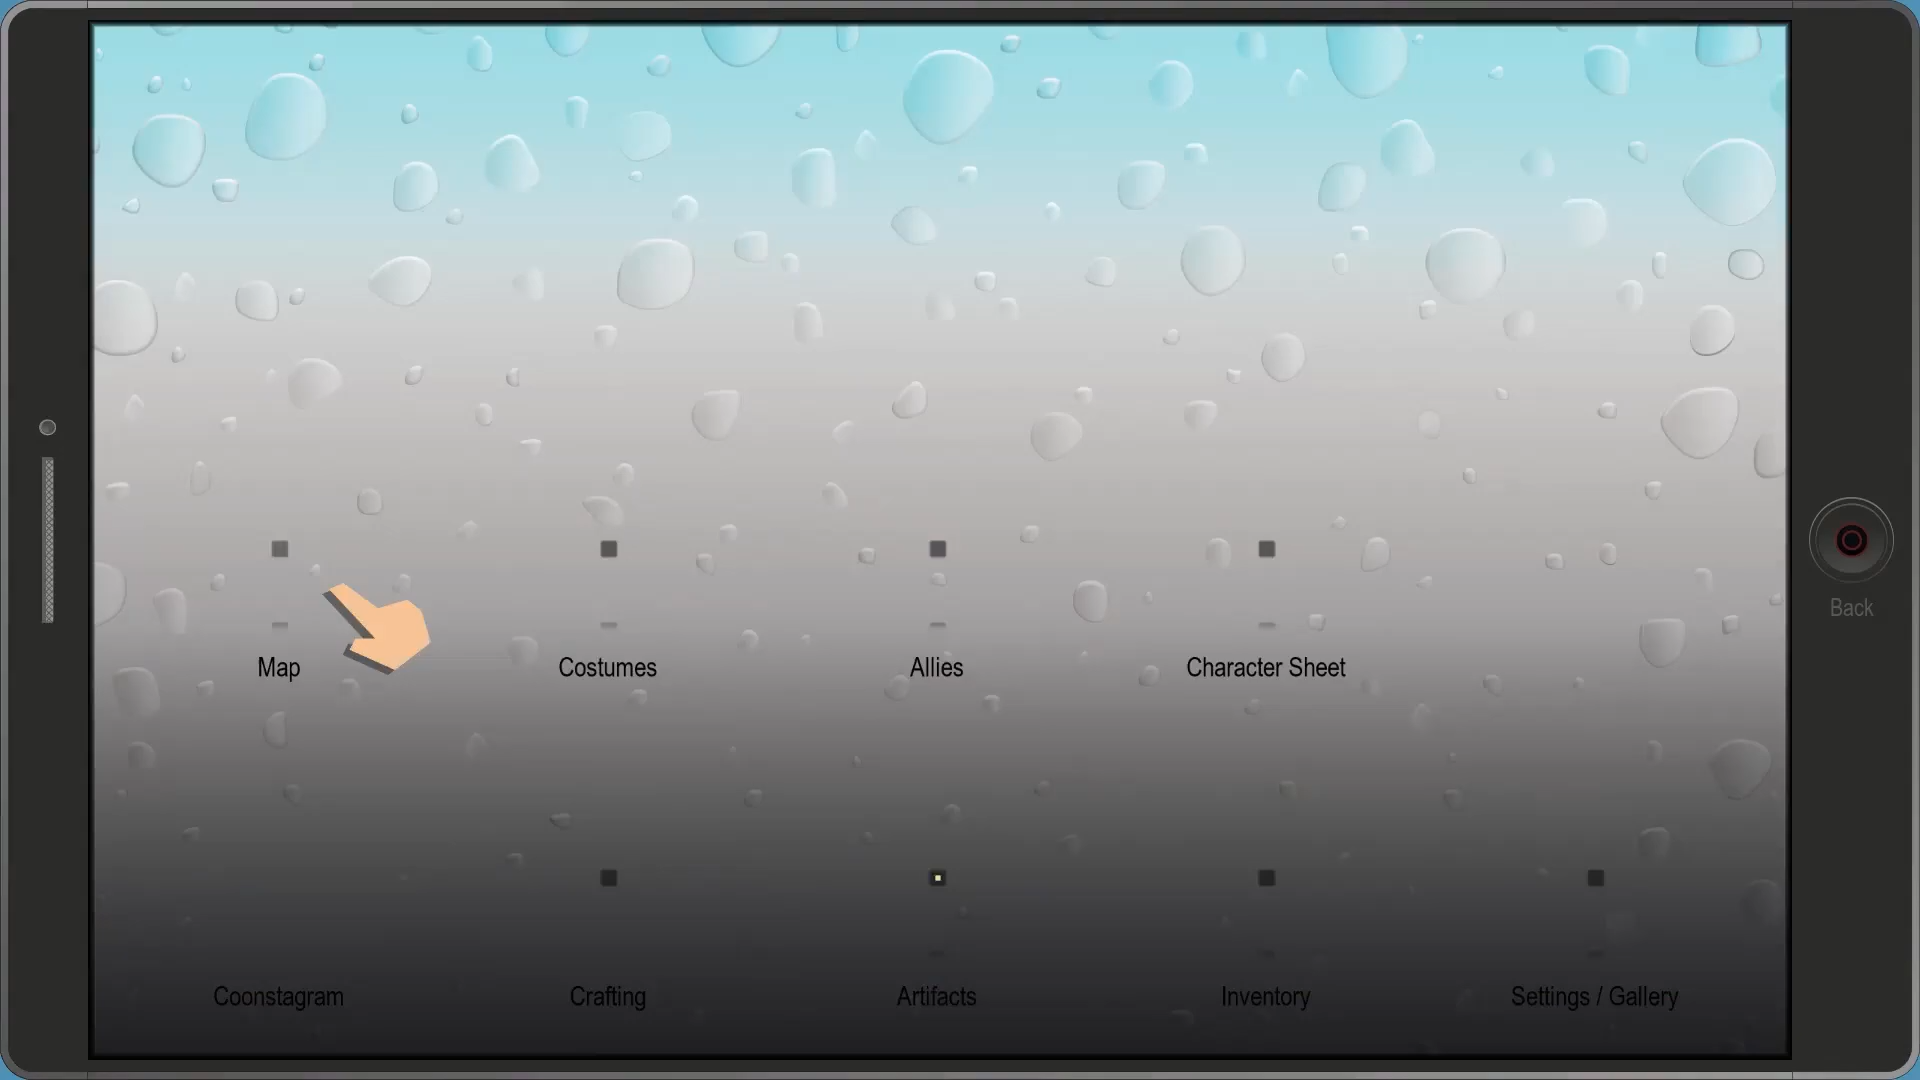 Back
Map
Costumes
Allies
Character Sheet
Coonstagram
Crafting
Artifacts
Inventory
Settings / Gallery